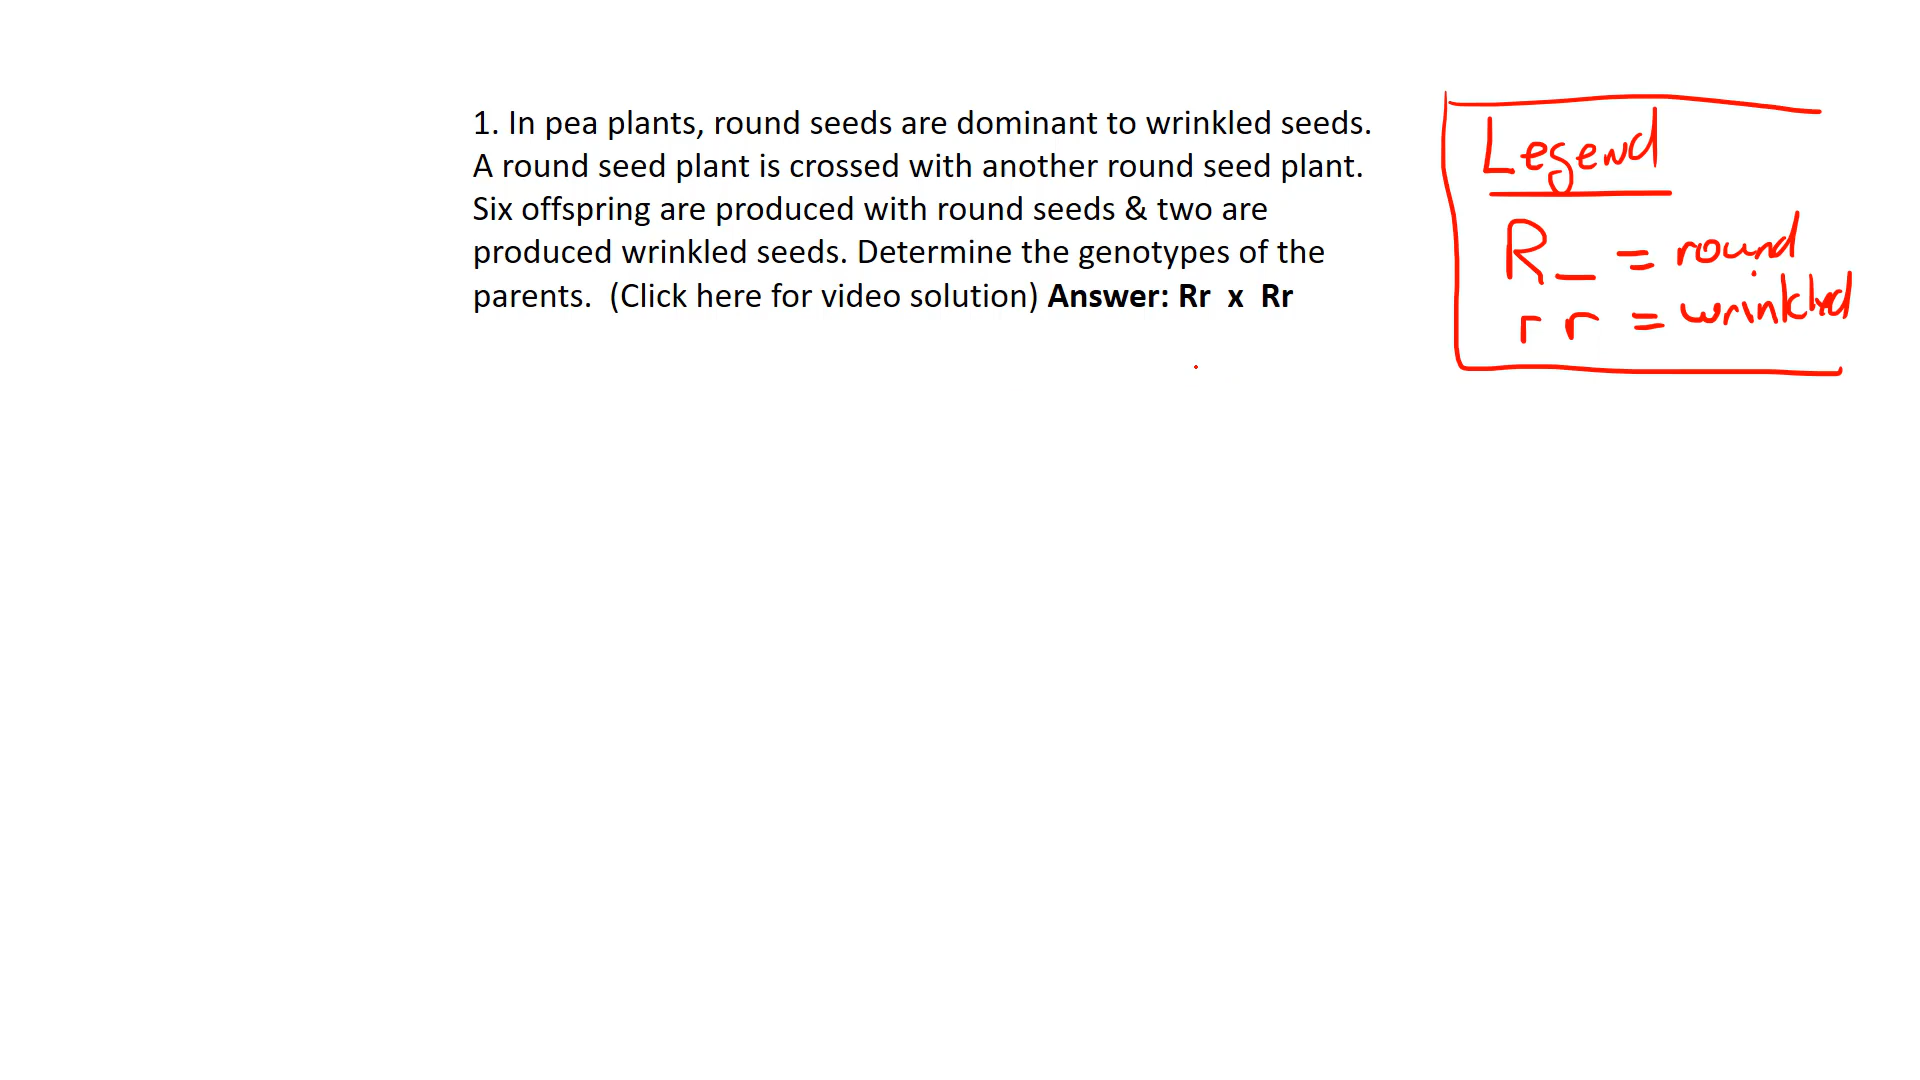 1. In pea plants, round seeds are dominant to wrinkled seeds.
A round seed plant is crossed with another round seed plant.
Six offspring are produced with round seeds & two are
produced wrinkled seeds. Determine the genotypes of the
parents.  (Click here for video solution) Answer: Rr  x  Rr
Legend
R_ = round
r r = wrinkled